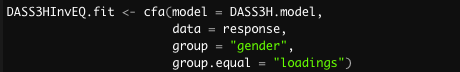 DASS3HInvEQ.fit <- cfa(model = DASS3H.model,
data = response,
group = "gender",
group.equal = "loadings")